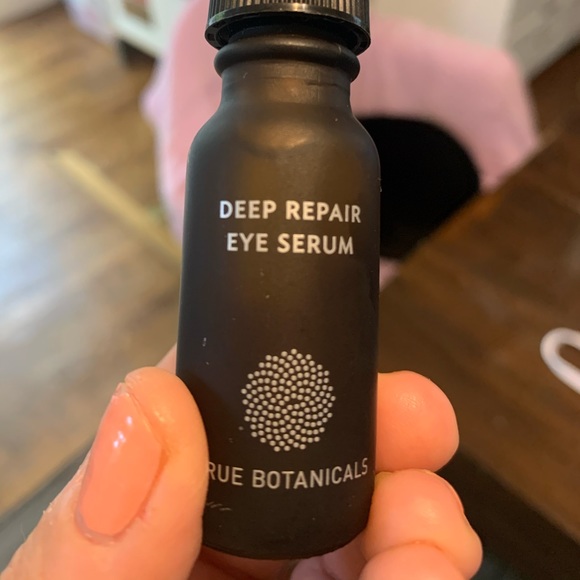 DEEP REPAIR
EYE SERUM
RUE BOTANICALS